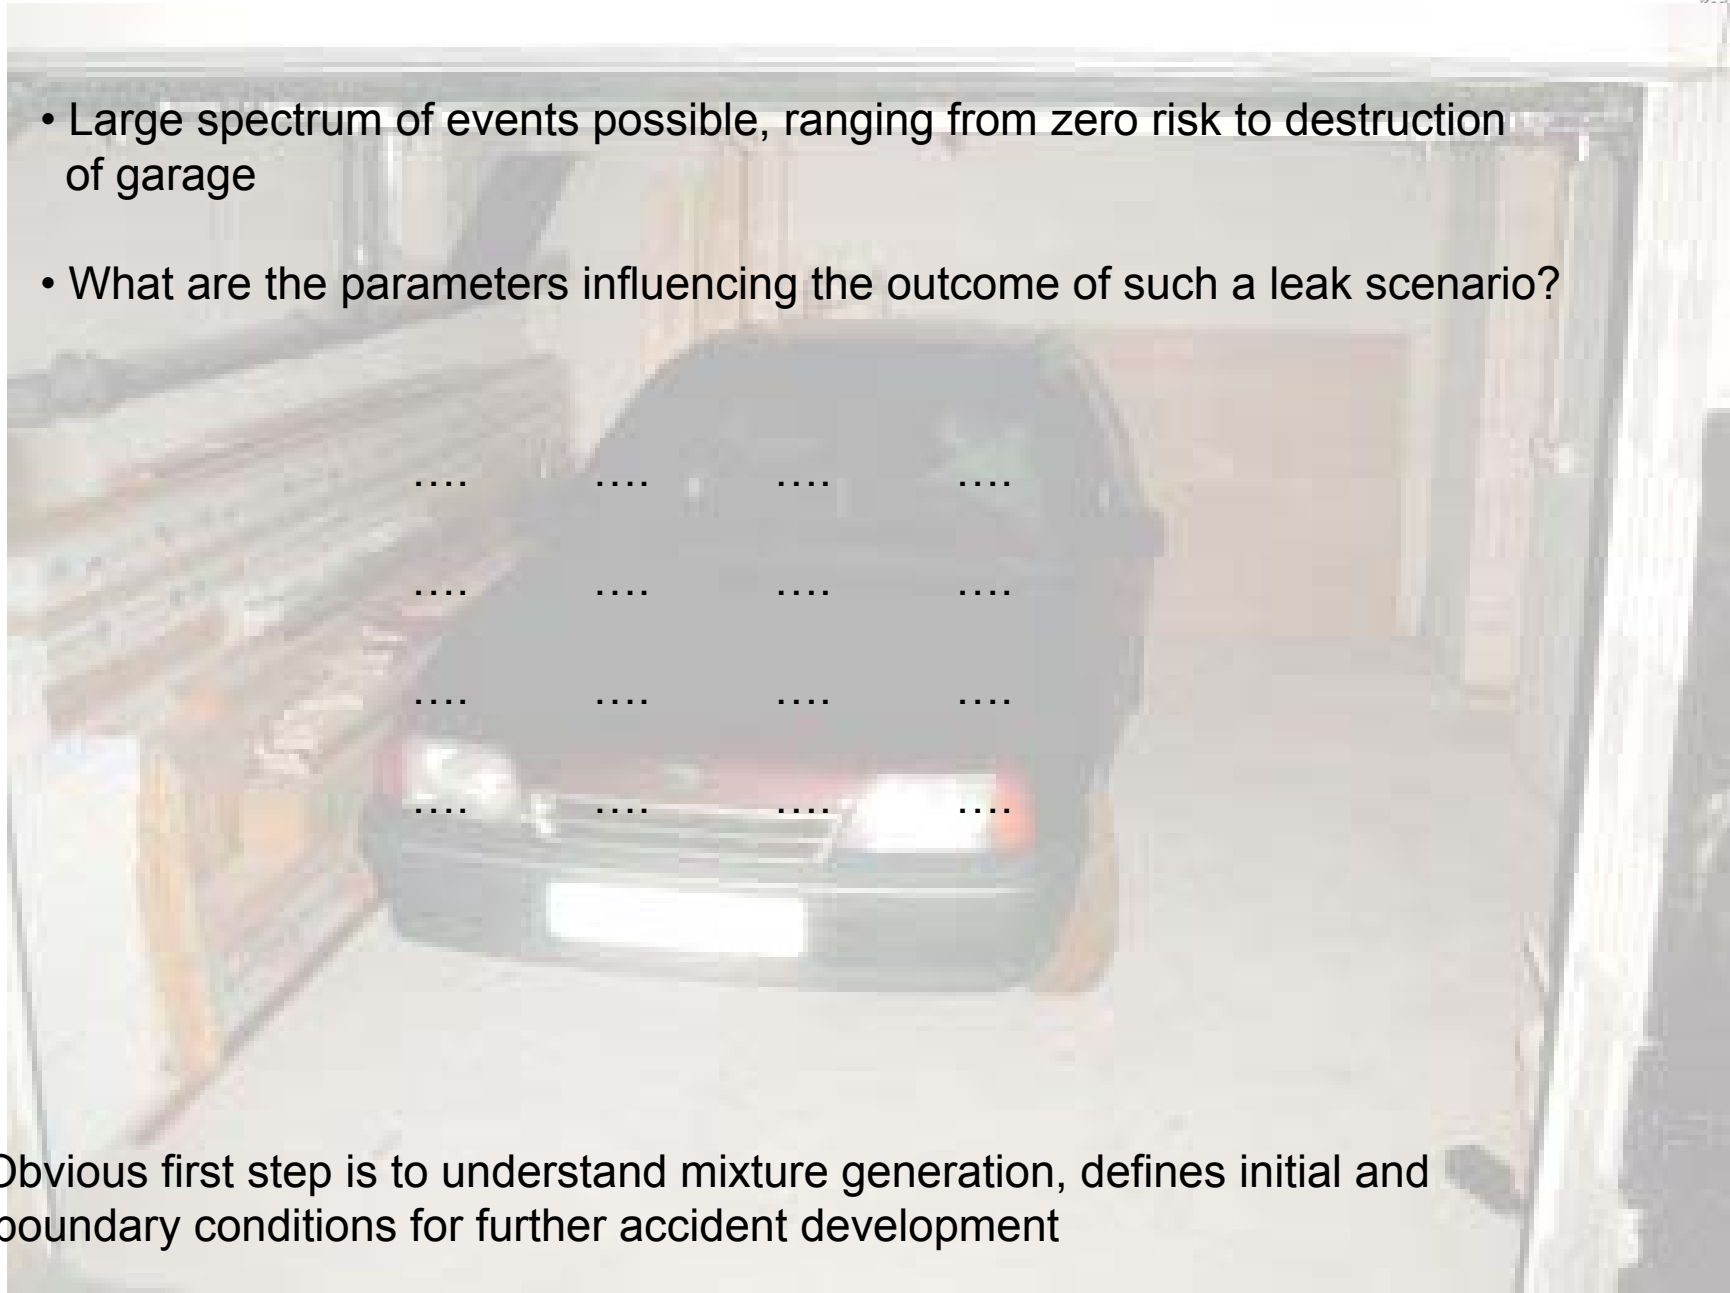 • Large spectrum of events possible, ranging from zero risk to destruction
of garage
• What are the parameters influencing the outcome of such a leak scenario?
.... .... .... ....
.... .... .... ....
.... .... .... ....
.... .... .... ....
Obvious first step is to understand mixture generation, defines initial and
boundary conditions for further accident development